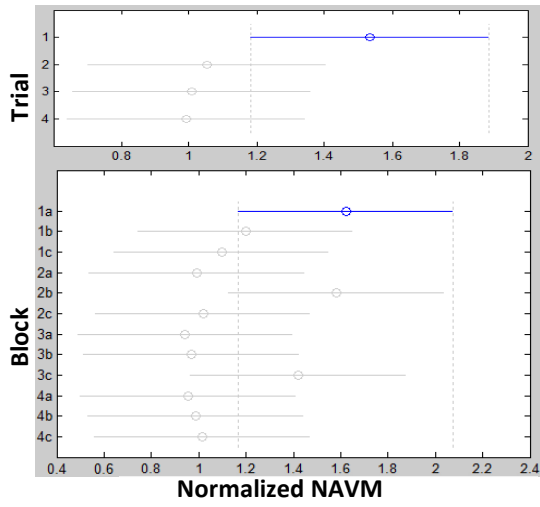 Trial
1
2
3
4
0.8 1 1.2 1.4 1.6 1.8 2
Block
1a
1b
1c
2a
2b
2c
3a
3b
3c
4a
4b
4c
0.4 0.6 0.8 1 1.2 1.4 1.6 1.8 2 2.2 2.4
Normalized NAVM